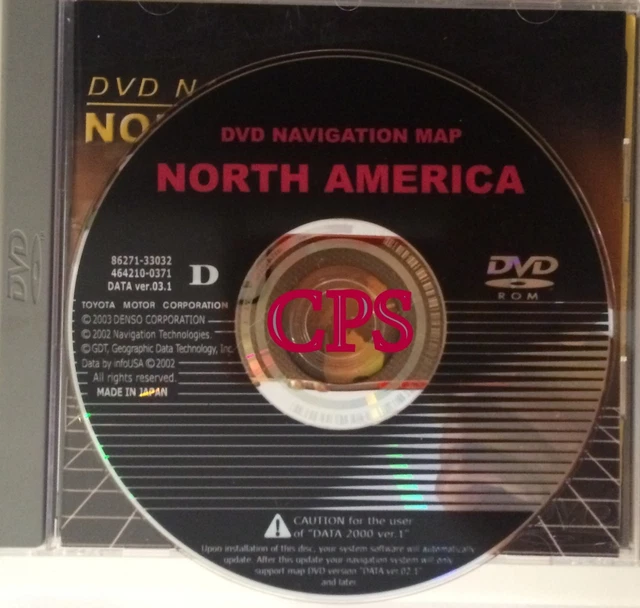 DVD N
NO
DVD NAVIGATION MAP
NORTH AMERICA
86271-33032
464210-0371
DATA ver.03.1
D
DVD
ROM
DVD
TOYOTA MOTOR CORPORATION
© 2003 DENSO CORPORATION
© 2002 Navigation Technologies.
© GDT, Geographic Data Technology, Inc.
Data by infoUSA © 2002
All rights reserved.
MADE IN JAPAN
CPS
CAUTION for the user
of "DATA 2000 ver.1"
Upon installation of this disc, your system software will automatically
update. After this update your navigation system will only
support map DVD version "DATA ver.02.1"
and later.